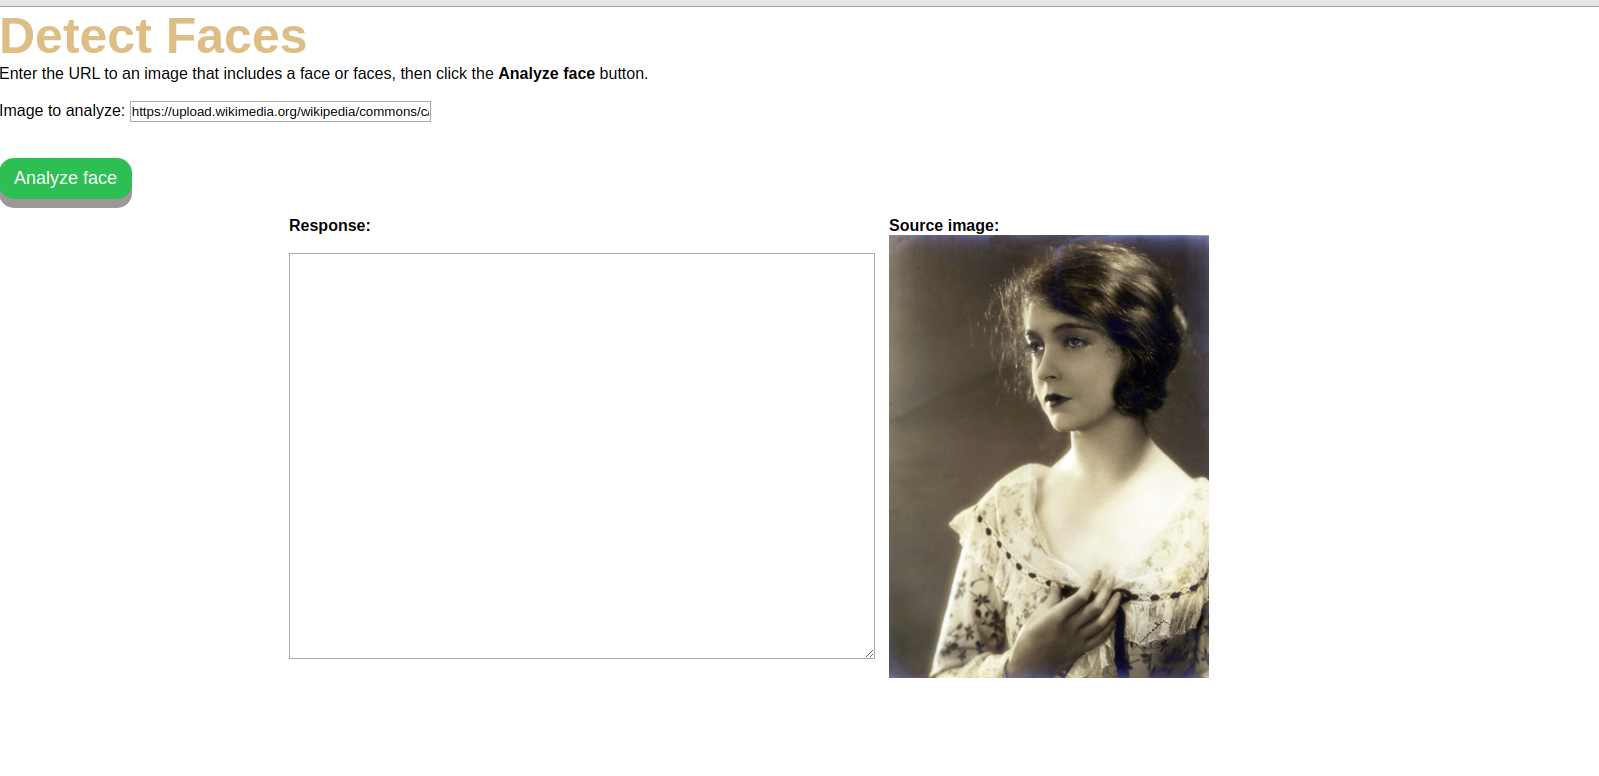 Detect Faces
Enter the URL to an image that includes a face or faces, then click the Analyze face button.
Image to analyze: https://upload.wikimedia.org/wikipedia/commons/c/
Analyze face
Response:
Source image: